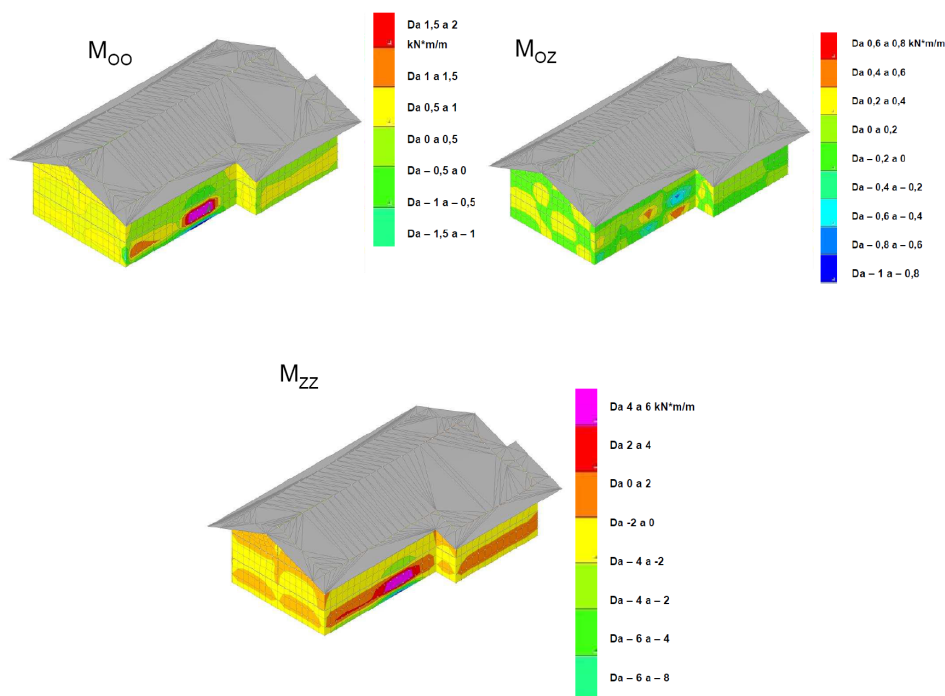 M_OO
Da 1,5 a 2
kN*m/m
Da 1 a 1,5
Da 0,5 a 1
Da 0 a 0,5
Da – 0,5 a 0
Da – 1 a – 0,5
Da – 1,5 a – 1
M_OZ
Da 0,6 a 0,8 kN*m/m
Da 0,4 a 0,6
Da 0,2 a 0,4
Da 0 a 0,2
Da – 0,2 a 0
Da – 0,4 a – 0,2
Da – 0,6 a – 0,4
Da – 0,8 a – 0,6
Da – 1 a – 0,8
M_ZZ
Da 4 a 6 kN*m/m
Da 2 a 4
Da 0 a 2
Da -2 a 0
Da – 4 a -2
Da – 4 a – 2
Da – 6 a – 4
Da – 6 a – 8